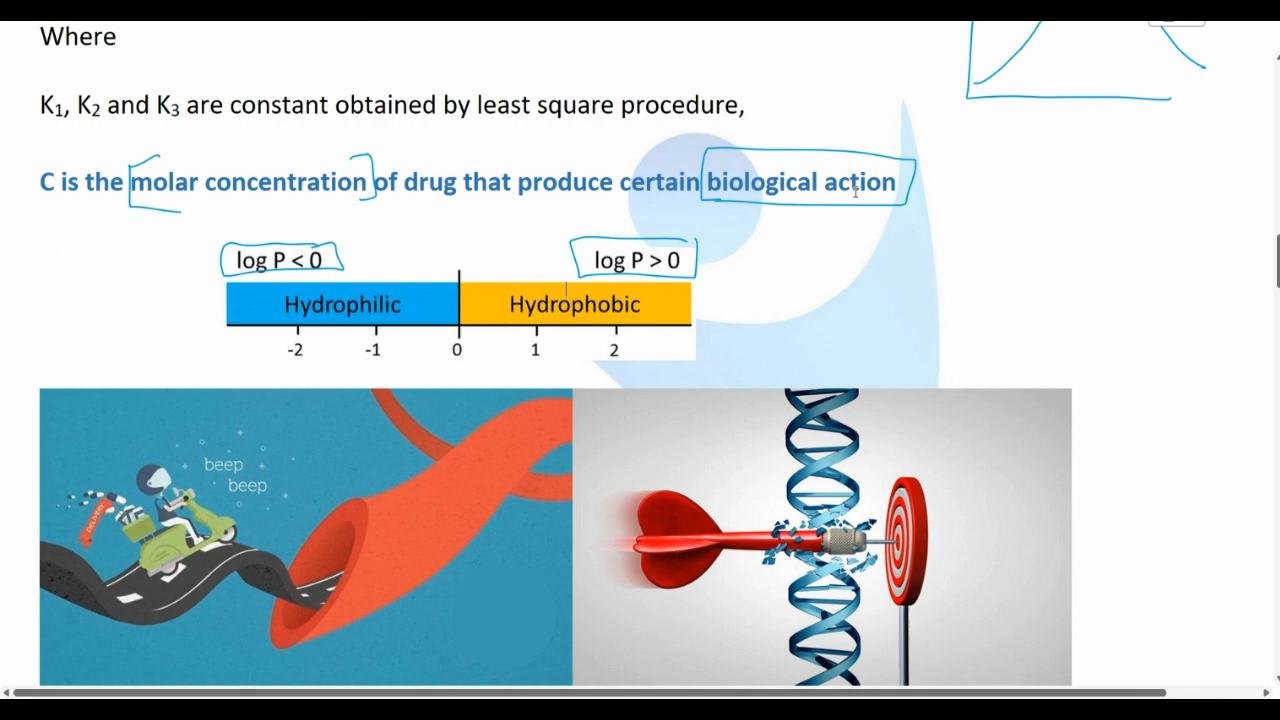 Where
K₁, K₂ and K₃ are constant obtained by least square procedure,
C is the molar concentration of drug that produce certain biological action
log P < 0 log P > 0
Hydrophilic Hydrophobic
-2 -1 0 1 2
beep
beep
DELIVERY